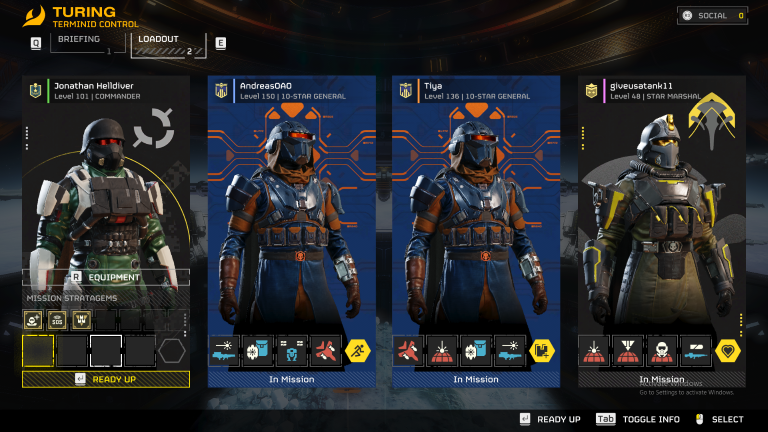 TURING
TERMINID CONTROL
SOCIAL 0
Q
BRIEFING
1
LOADOUT
2
E
Jonathan Helldiver
Level 101 | COMMANDER
AndreasOAO
Level 150 | 10-STAR GENERAL
Tiya
Level 136 | 10-STAR GENERAL
giveusatank11
Level 48 | STAR MARSHAL
R EQUIPMENT
MISSION STRATAGEMS
SOS
READY UP
In Mission
In Mission
In Mission
Activate Windows
Go to Settings to activate Windows.
READY UP
Tab TOGGLE INFO
SELECT